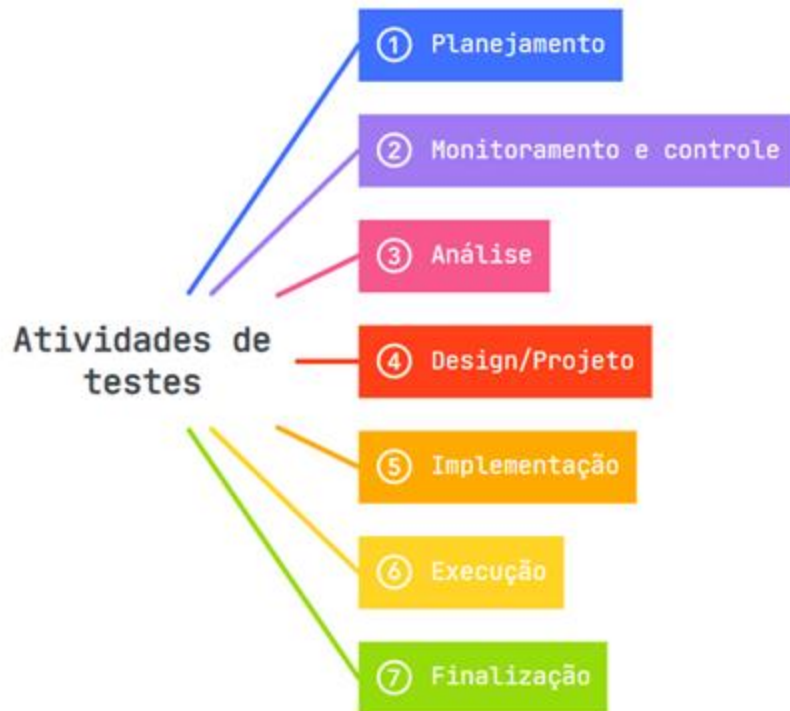 ① Planejamento
② Monitoramento e controle
③ Análise
Atividades de
testes
④ Design/Projeto
⑤ Implementação
⑥ Execução
⑦ Finalização